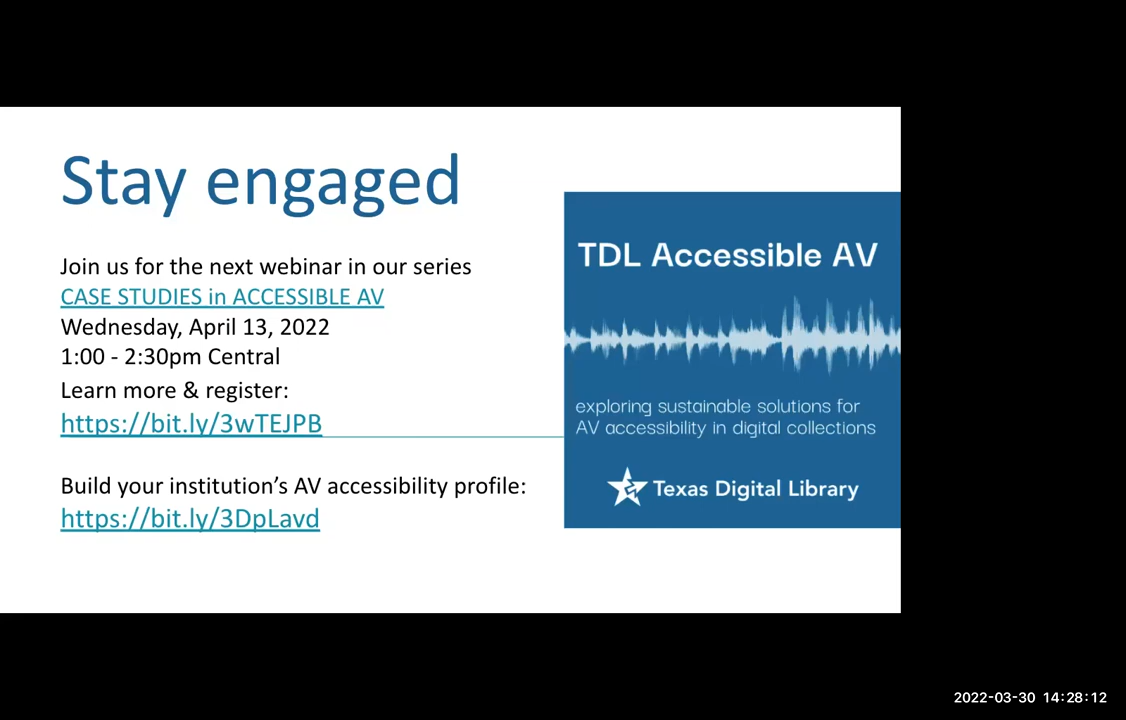 Stay engaged
Join us for the next webinar in our series
CASE STUDIES in ACCESSIBLE AV
Wednesday, April 13, 2022
1:00 - 2:30pm Central
Learn more & register:
https://bit.ly/3wTEJPB
Build your institution’s AV accessibility profile:
https://bit.ly/3DpLavd
TDL Accessible AV
exploring sustainable solutions for
AV accessibility in digital collections
Texas Digital Library
2022-03-30 14:28:12